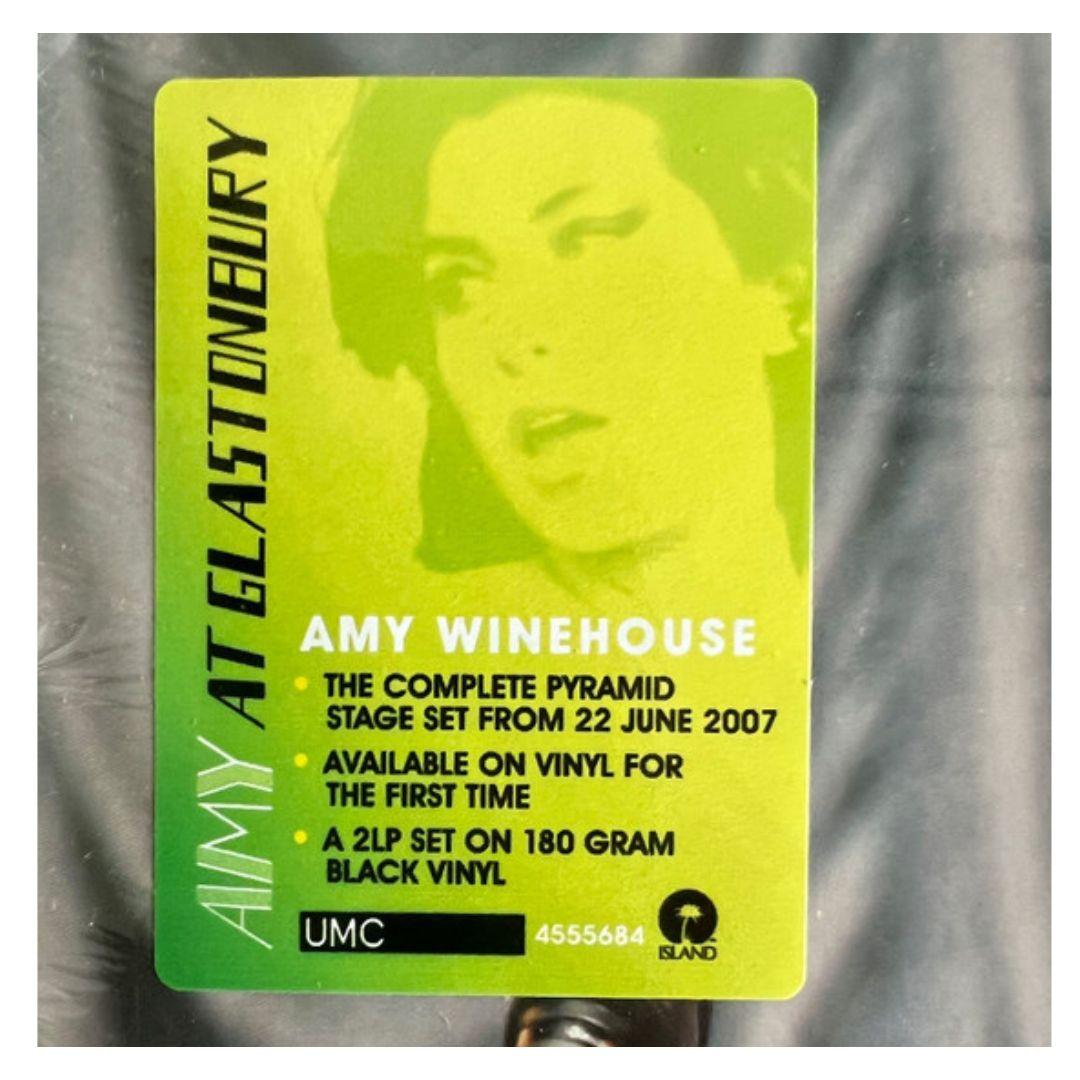 AMY AT GLASTONBURY
AMY WINEHOUSE
• THE COMPLETE PYRAMID
STAGE SET FROM 22 JUNE 2007
• AVAILABLE ON VINYL FOR
THE FIRST TIME
• A 2LP SET ON 180 GRAM
BLACK VINYL
UMC 4555684 ISLAND